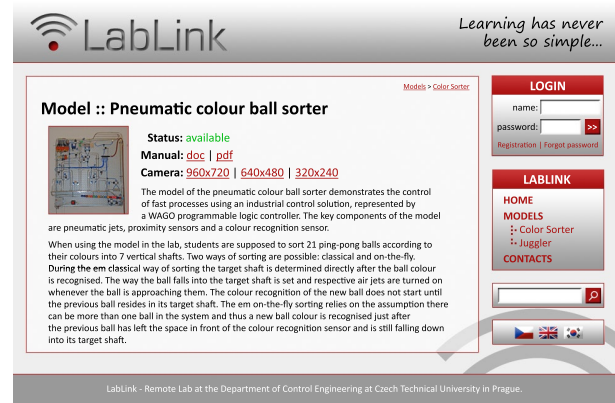 LabLink
Learning has never
been so simple...
Models > Color Sorter
Model :: Pneumatic colour ball sorter
Status: available
Manual: doc | pdf
Camera: 960x720 | 640x480 | 320x240
The model of the pneumatic colour ball sorter demonstrates the control
of fast processes using an industrial control solution, represented
by a WAGO programmable logic controller. The key components of the model
are pneumatic jets, proximity sensors and a colour recognition sensor.
When using the model in the lab, students are supposed to sort 21 ping-pong balls according to
their colours into 7 vertical shafts. Two ways of sorting are possible: classical and on-the-fly.
During the em classical way of sorting the target shaft is determined directly after the ball colour
is recognised. The way the ball falls into the target shaft is set and respective air jets are turned on
whenever the ball is approaching them. The colour recognition of the new ball does not start until
the previous ball resides in its target shaft. The em on-the-fly sorting relies on the assumption there
can be more than one ball in the system and thus a new ball colour is recognised just after
the previous ball has left the space in front of the colour recognition sensor and is still falling down
into its target shaft.
LOGIN
name:
password: >>
Registration | Forgot password
LABLINK
HOME
MODELS
Color Sorter
Juggler
CONTACTS
LabLink - Remote Lab at the Department of Control Engineering at Czech Technical University in Prague.